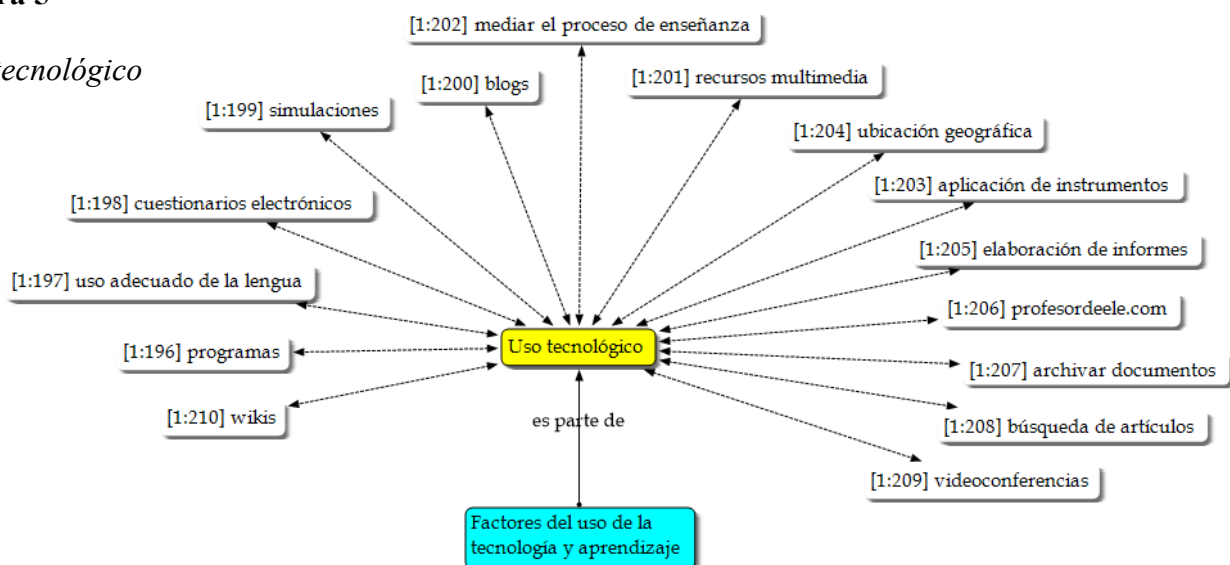 [1:202] mediar el proceso de enseñanza
tecnológico
[1:200] blogs
[1:201] recursos multimedia
[1:199] simulaciones
[1:204] ubicación geográfica
[1:198] cuestionarios electrónicos
[1:203] aplicación de instrumentos
[1:205] elaboración de informes
[1:197] uso adecuado de la lengua
[1:206] profesordeele.com
Uso tecnológico
[1:196] programas
[1:207] archivar documentos
[1:210] wikis
es parte de
[1:208] búsqueda de artículos
[1:209] videoconferencias
Factores del uso de la
tecnología y aprendizaje